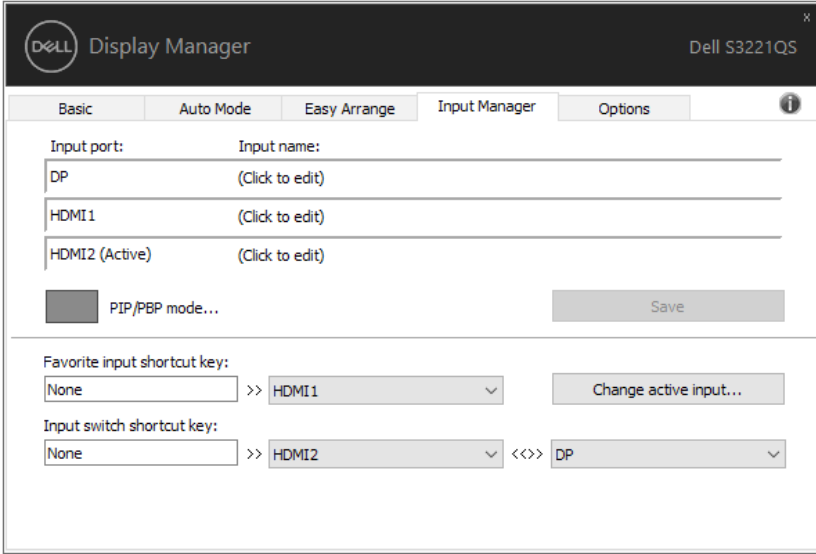 x
DELL Display Manager Dell S3221QS
Basic Auto Mode Easy Arrange Input Manager Options i
Input port: Input name:
DP (Click to edit)
HDMI1 (Click to edit)
HDMI2 (Active) (Click to edit)
PIP/PBP mode... Save
Favorite input shortcut key:
None >> HDMI1 Change active input...
Input switch shortcut key:
None >> HDMI2 <<>> DP